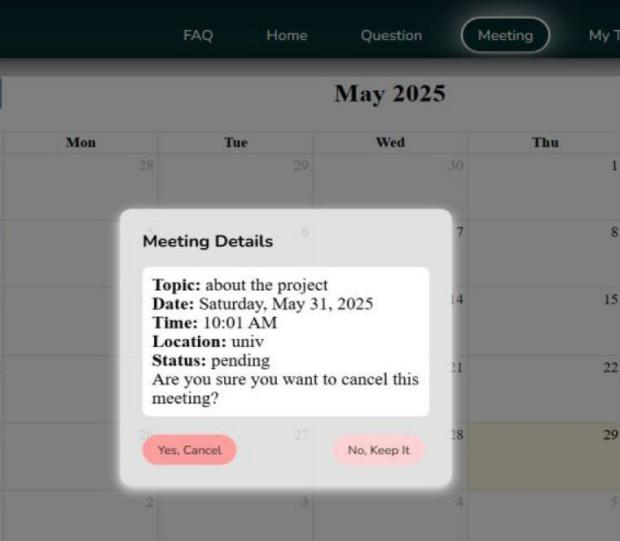 FAQ Home Question Meeting My T
May 2025
Mon Tue Wed Thu
28 29 30 1
6 7 8
Meeting Details
Topic: about the project
Date: Saturday, May 31, 2025
14 15
Time: 10:01 AM
Location: univ
Status: pending
21 22
Are you sure you want to cancel this
meeting?
26 27 28 29
Yes, Cancel No, Keep It
2 3 4 5